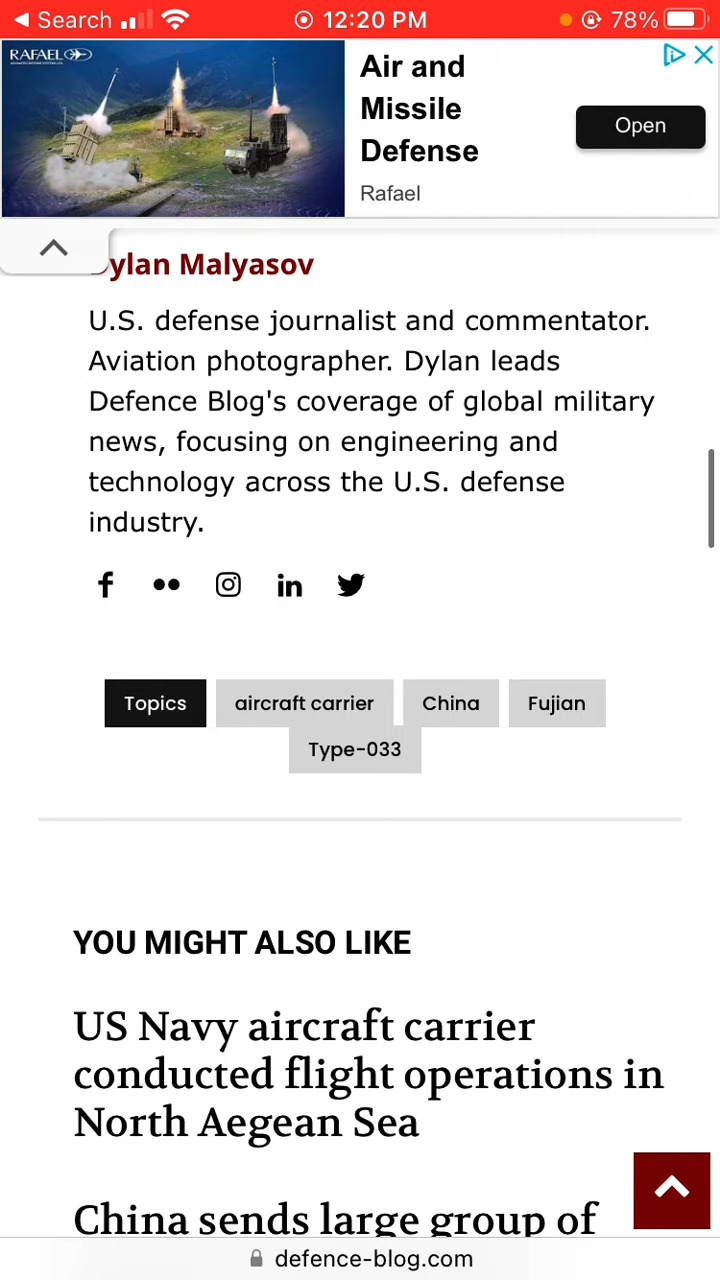 Search
12:20 PM
78%
RAFAEL
Air and
Missile
Defense
Rafael
Open
ylan Malyasov
U.S. defense journalist and commentator.
Aviation photographer. Dylan leads
Defence Blog's coverage of global military
news, focusing on engineering and
technology across the U.S. defense
industry.
Topics
aircraft carrier
China
Fujian
Type-033
YOU MIGHT ALSO LIKE
US Navy aircraft carrier
conducted flight operations in
North Aegean Sea
China sends large group of
defence-blog.com